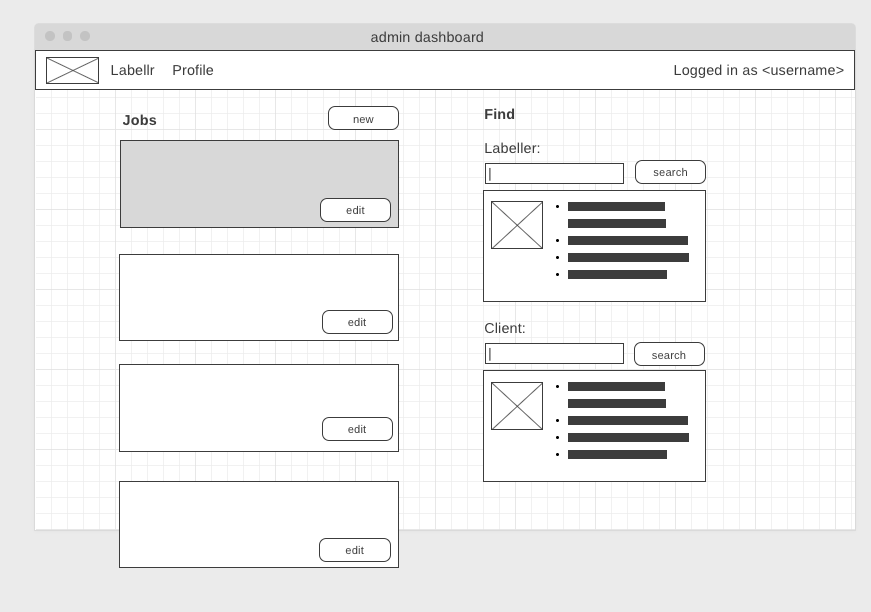 admin dashboard
Labellr Profile Logged in as <username>
Jobs
new
edit
edit
edit
edit
Find
Labeller:
search
Client:
search